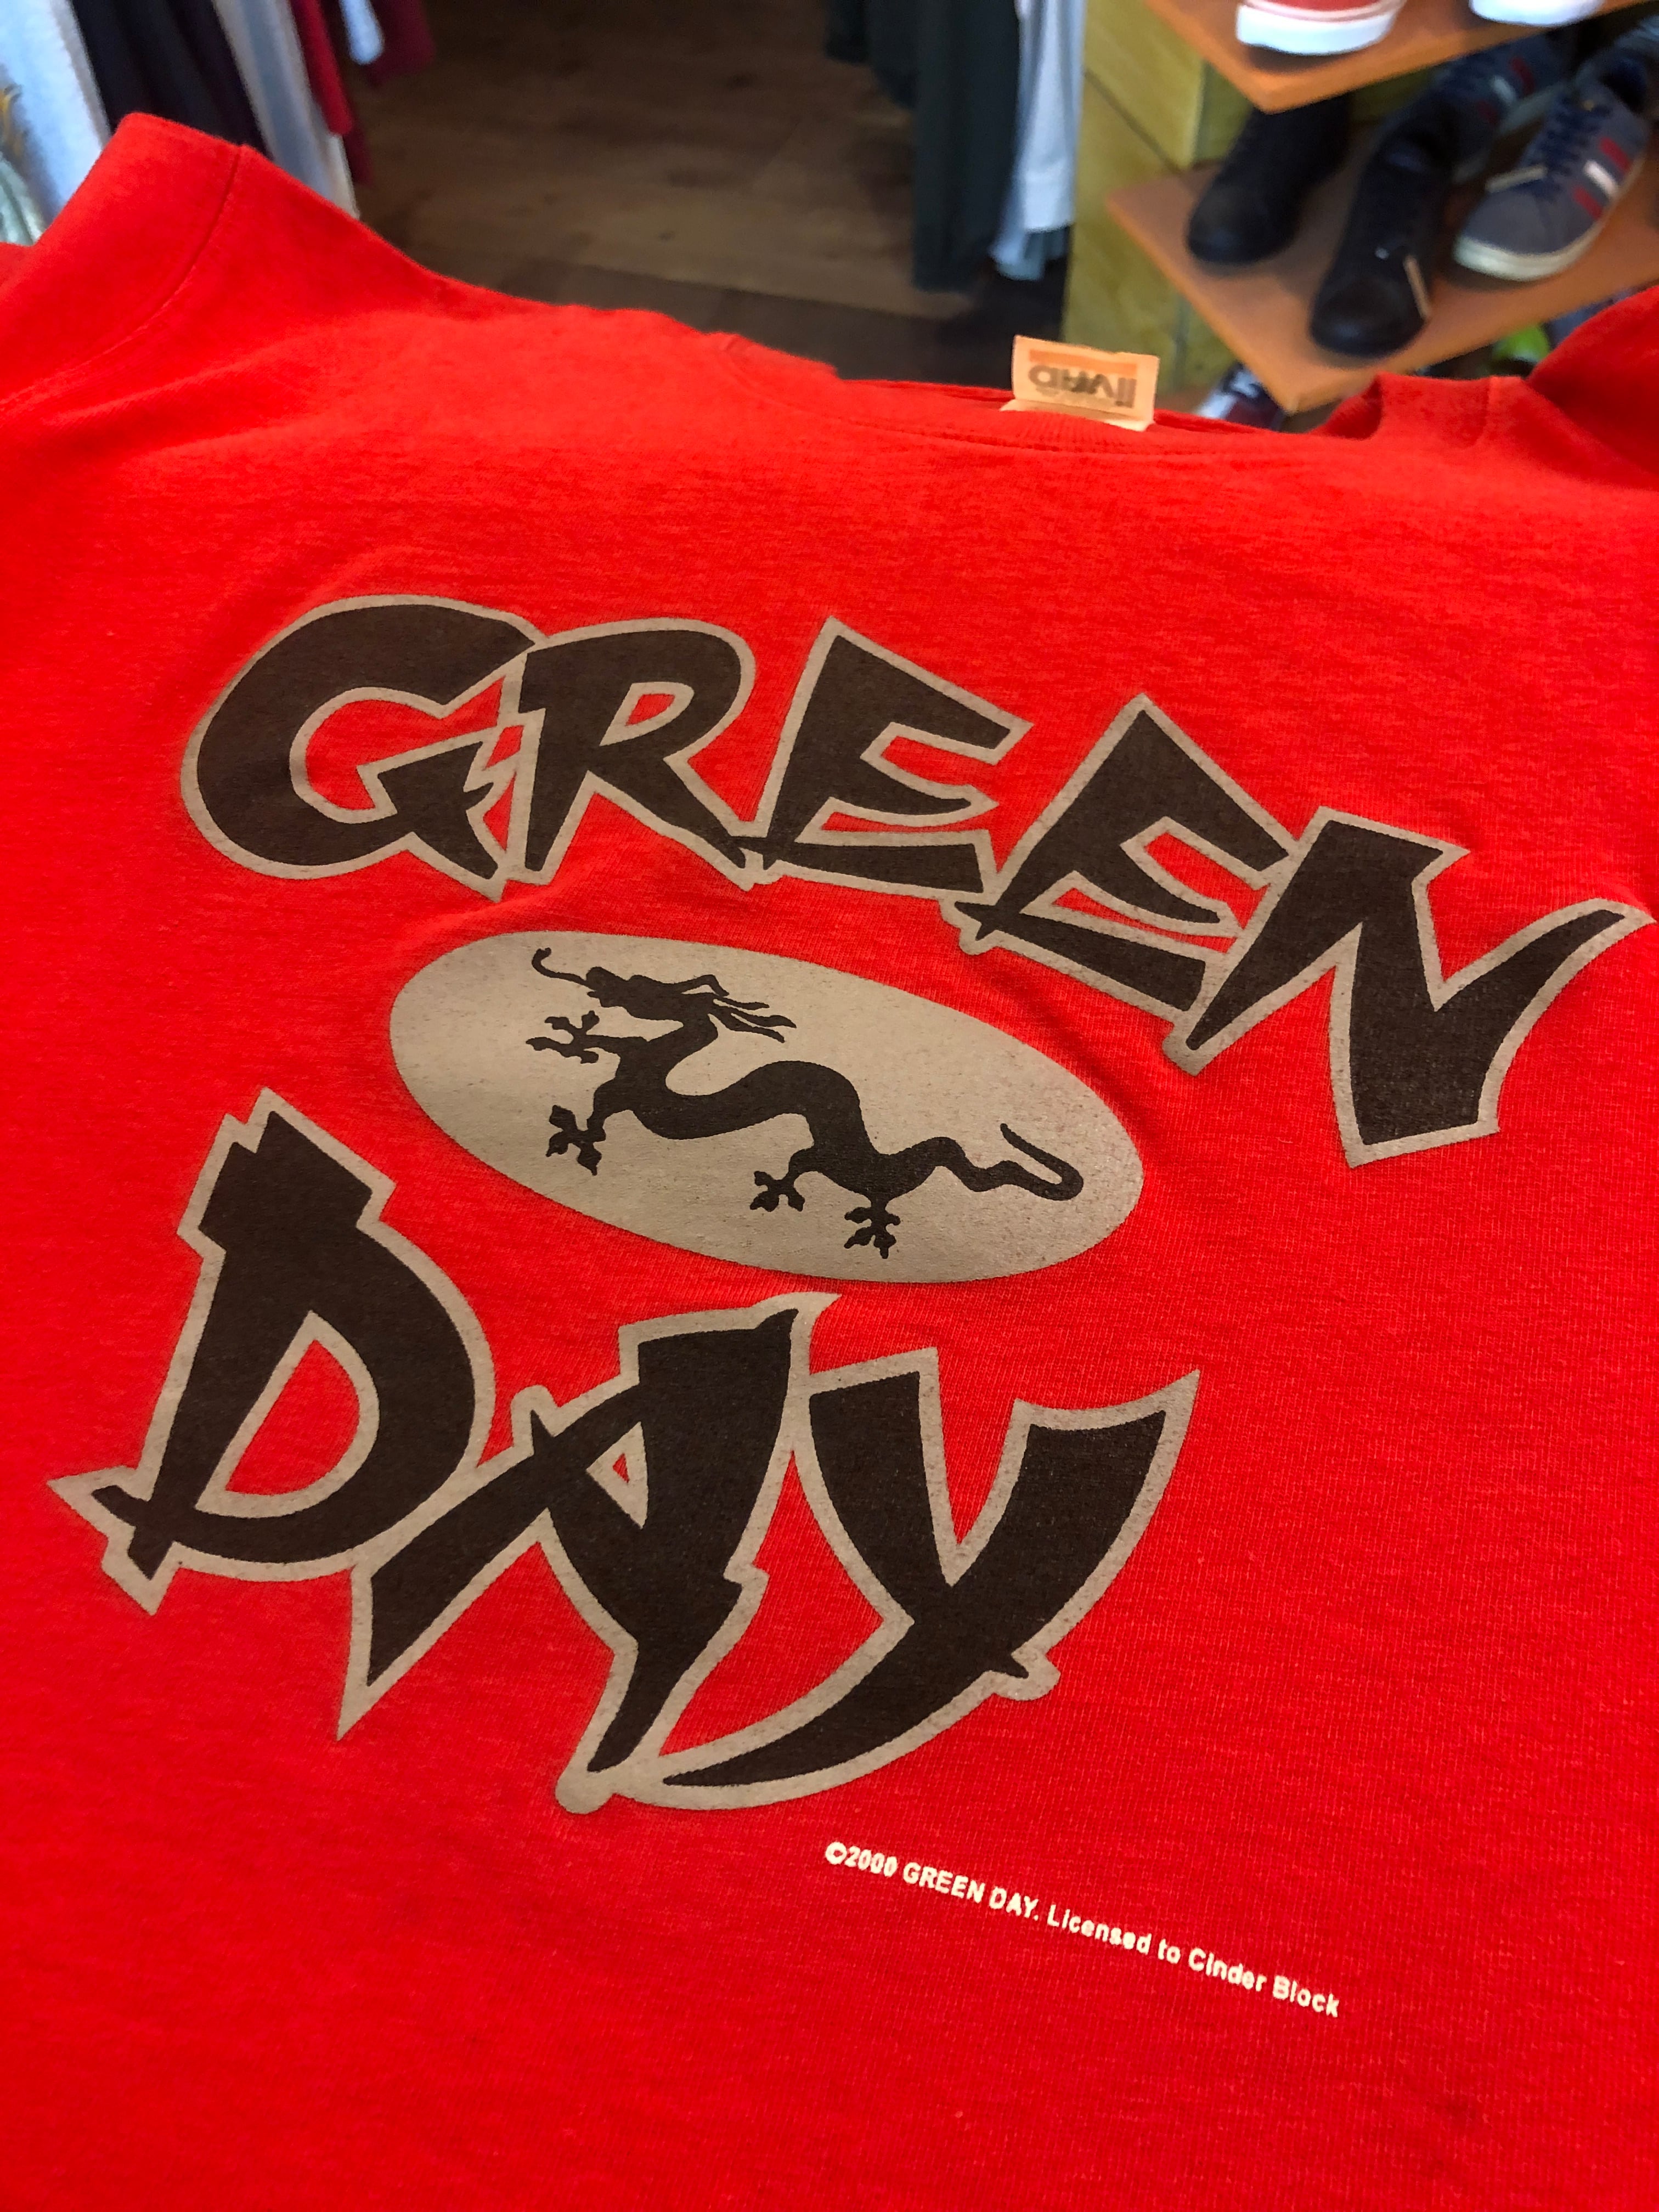 GREEN
DAY
©2000 GREEN DAY. Licensed to Cinder Block